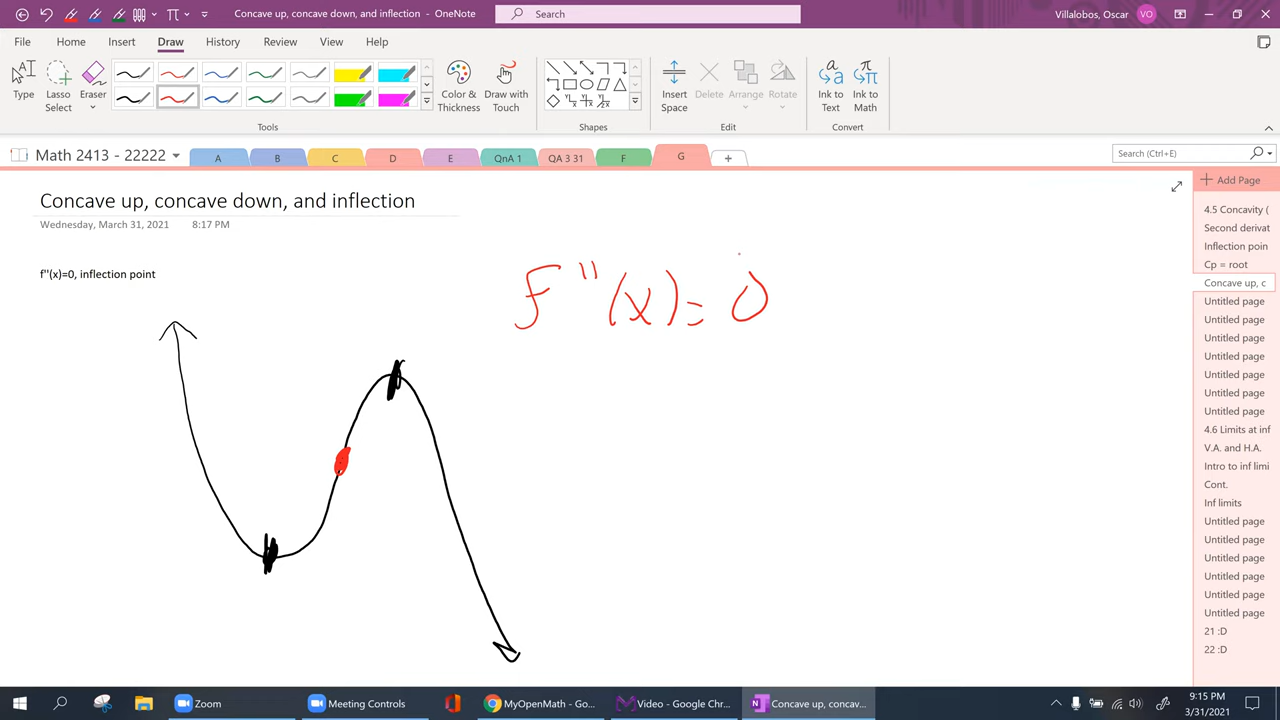 Concave up, concave down, and inflection - OneNote
Search
Villalobos, Oscar VO
File Home Insert Draw History Review View Help
Type
Lasso Select
Eraser
Color & Thickness
Draw with Touch
Insert Space
Delete
Arrange
Rotate
Ink to Text
Ink to Math
Tools
Shapes
Edit
Convert
Math 2413 - 22222
A B C D E QnA 1 QA 3 31 F G
Search (Ctrl+E)
Concave up, concave down, and inflection
Wednesday, March 31, 2021 8:17 PM
f''(x)=0, inflection point
f''(x)=0
Add Page
4.5 Concavity (
Second derivat
Inflection poin
Cp = root
Concave up, c
Untitled page
Untitled page
Untitled page
Untitled page
Untitled page
Untitled page
Untitled page
4.6 Limits at inf
V.A. and H.A.
Intro to inf limi
Cont.
Inf limits
Untitled page
Untitled page
Untitled page
Untitled page
Untitled page
Untitled page
21 :D
22 :D
Zoom
Meeting Controls
MyOpenMath - Go...
Video - Google Chr...
Concave up, concav...
9:15 PM
3/31/2021